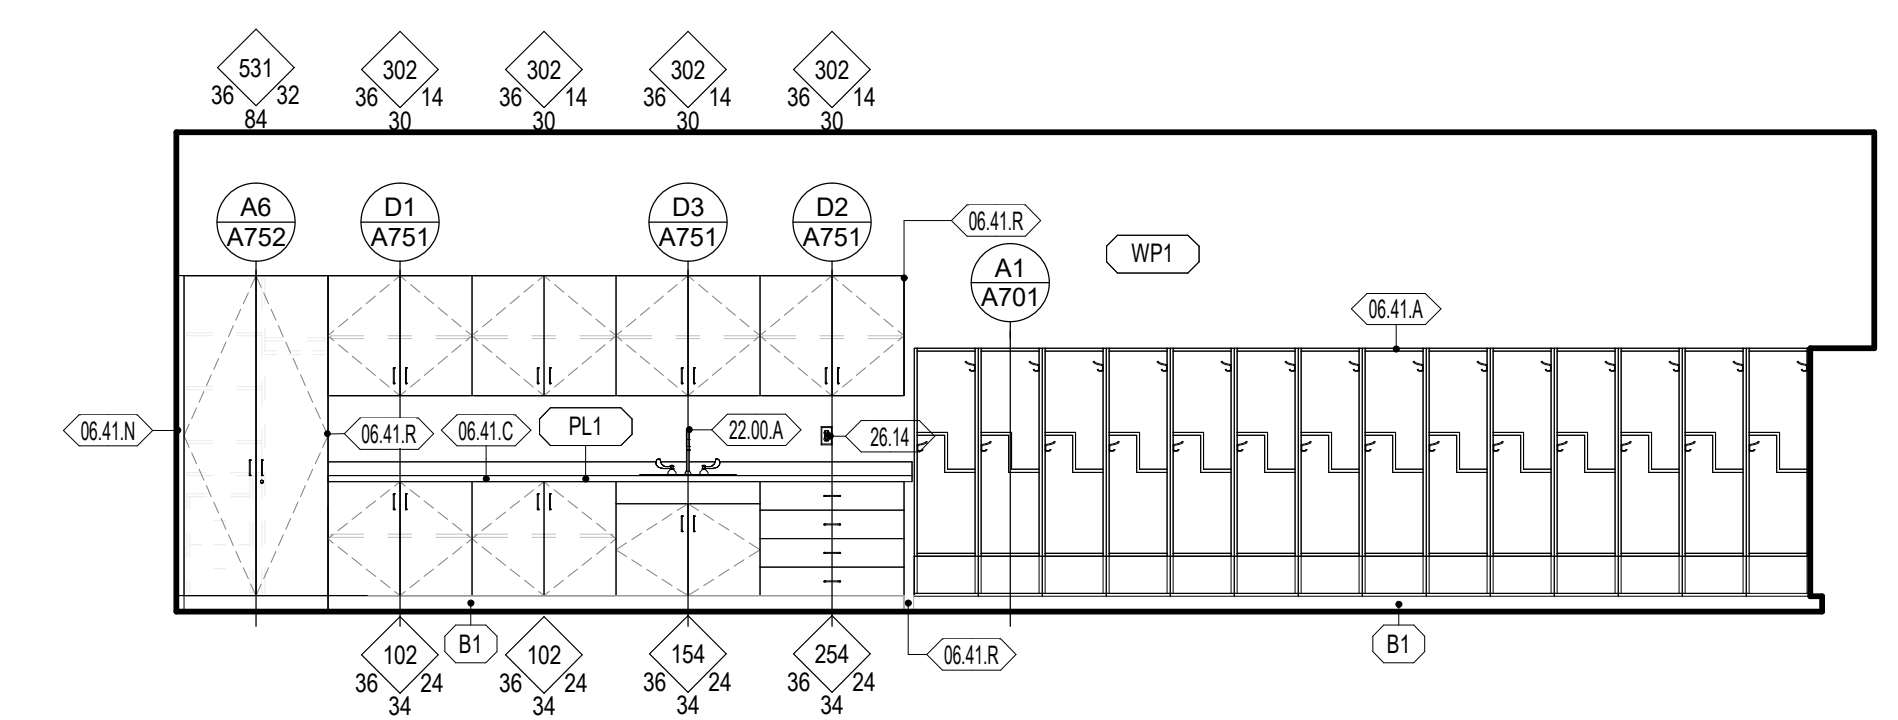 531 302 302 302 302
36 32 36 14 36 14 36 14 36 14
84 30 30 30 30
A6 D1 D3 D2
A752 A751 A751 A751
06.41.R
WP1
A1
A701
06.41.A
06.41.N 06.41.R 06.41.C PL1 22.00.A 26.14
B1 B1
102 102 154 254 06.41.R
36 24 36 24 36 24 36 24
34 34 34 34